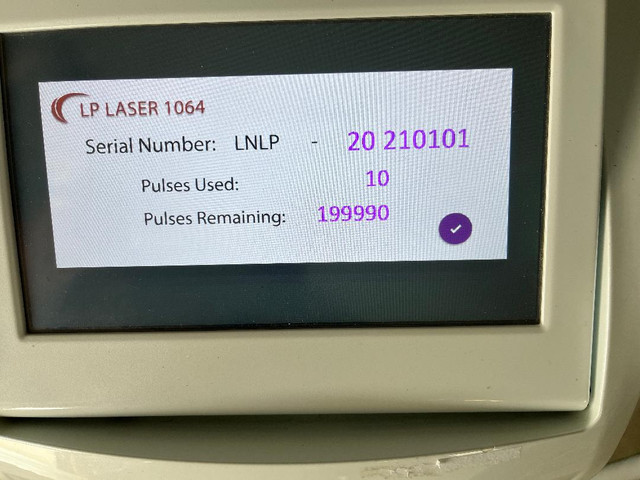 LP LASER 1064
Serial Number: LNLP - 20 210101
Pulses Used: 10
Pulses Remaining: 199990